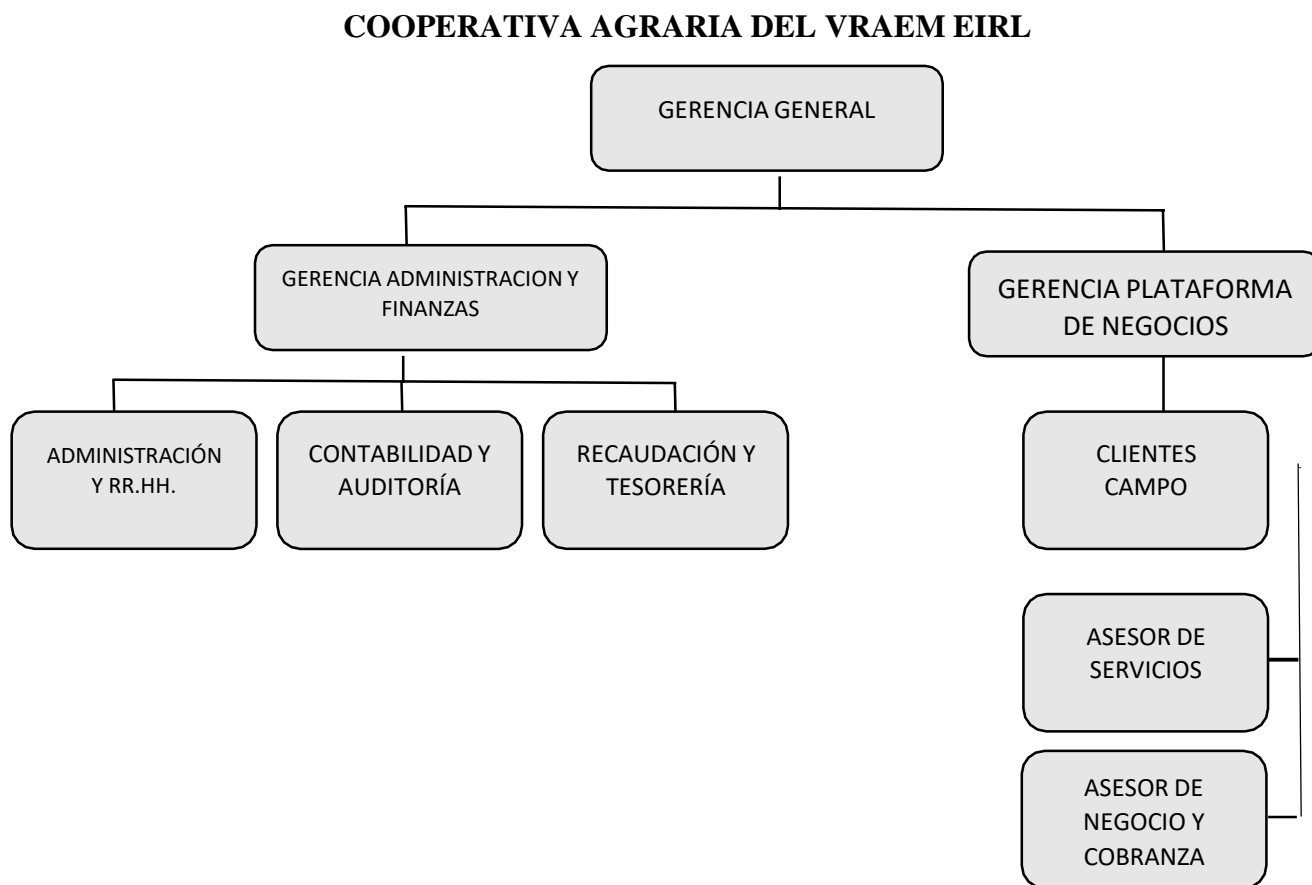 COOPERATIVA AGRARIA DEL VRAEM EIRL
GERENCIA GENERAL
GERENCIA ADMINISTRACION Y
FINANZAS
GERENCIA PLATAFORMA
DE NEGOCIOS
ADMINISTRACIÓN
Y RR.HH.
CONTABILIDAD Y
AUDITORÍA
RECAUDACIÓN Y
TESORERÍA
CLIENTES
CAMPO
ASESOR DE
SERVICIOS
ASESOR DE
NEGOCIO Y
COBRANZA